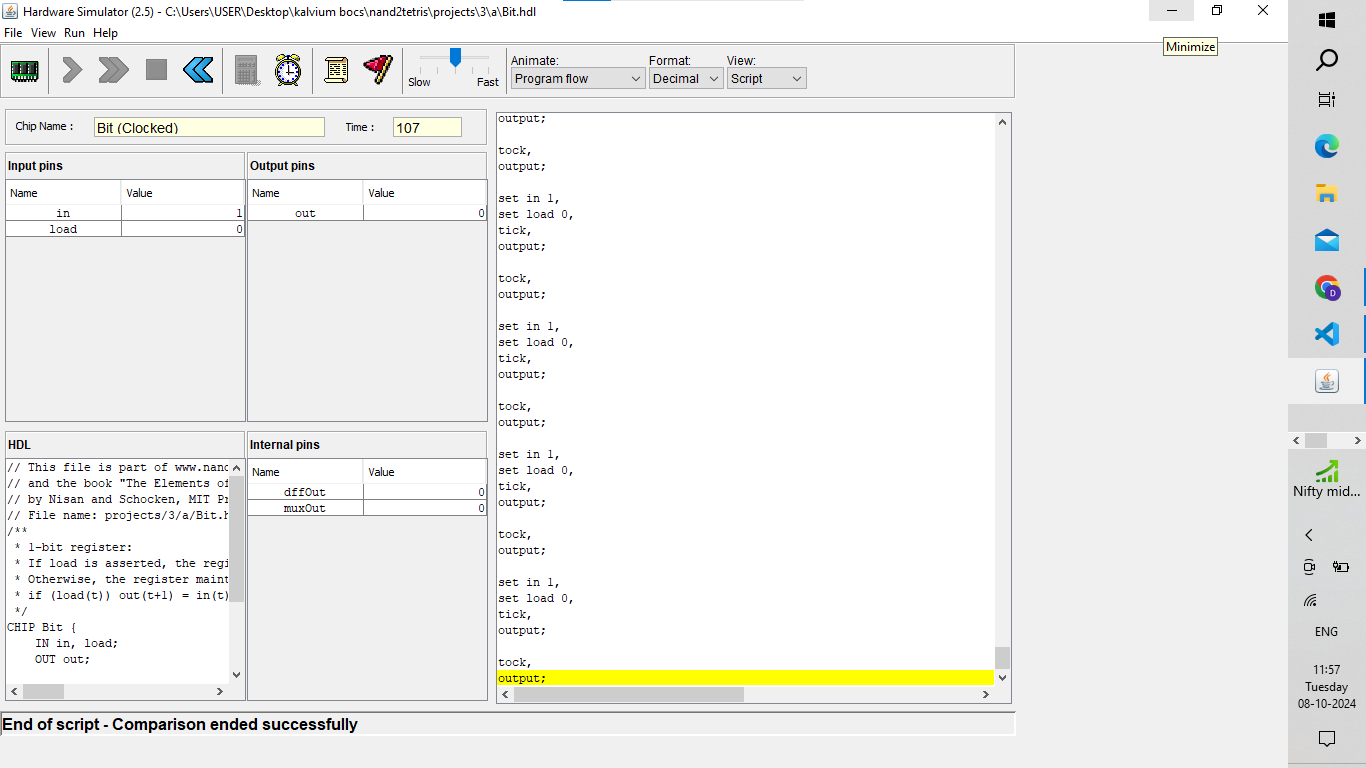 Hardware Simulator (2.5) - C:\Users\USER\Desktop\kalvium bocs\nand2tetris\projects\3\a\Bit.hdl
File View Run Help
Minimize
Slow Fast
Animate: Format: View:
Program flow Decimal Script
Chip Name : Bit (Clocked) Time : 107
Input pins
Name Value
in 1
load 0
Output pins
Name Value
out 0
HDL
// This file is part of www.nand
// and the book "The Elements of
// by Nisan and Schocken, MIT Pr
// File name: projects/3/a/Bit.h
/**
* 1-bit register:
* If load is asserted, the regi
* Otherwise, the register maint
* if (load(t)) out(t+1) = in(t)
*/
CHIP Bit {
IN in, load;
OUT out;
Internal pins
Name Value
dffOut 0
muxOut 0
output;
tock,
output;
set in 1,
set load 0,
tick,
output;
tock,
output;
set in 1,
set load 0,
tick,
output;
tock,
output;
set in 1,
set load 0,
tick,
output;
tock,
output;
set in 1,
set load 0,
tick,
output;
tock,
output;
End of script - Comparison ended successfully
D
Nifty mid...
ENG
11:57
Tuesday
08-10-2024